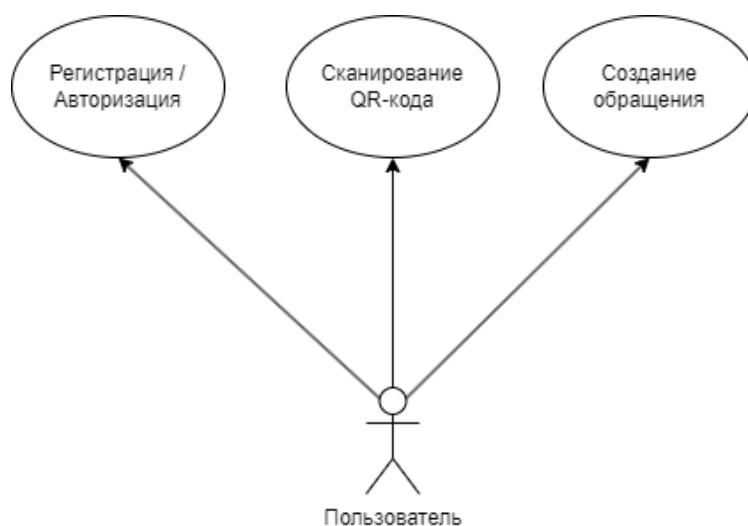 Регистрация /
Авторизация
Сканирование
QR-кода
Создание
обращения
Пользователь